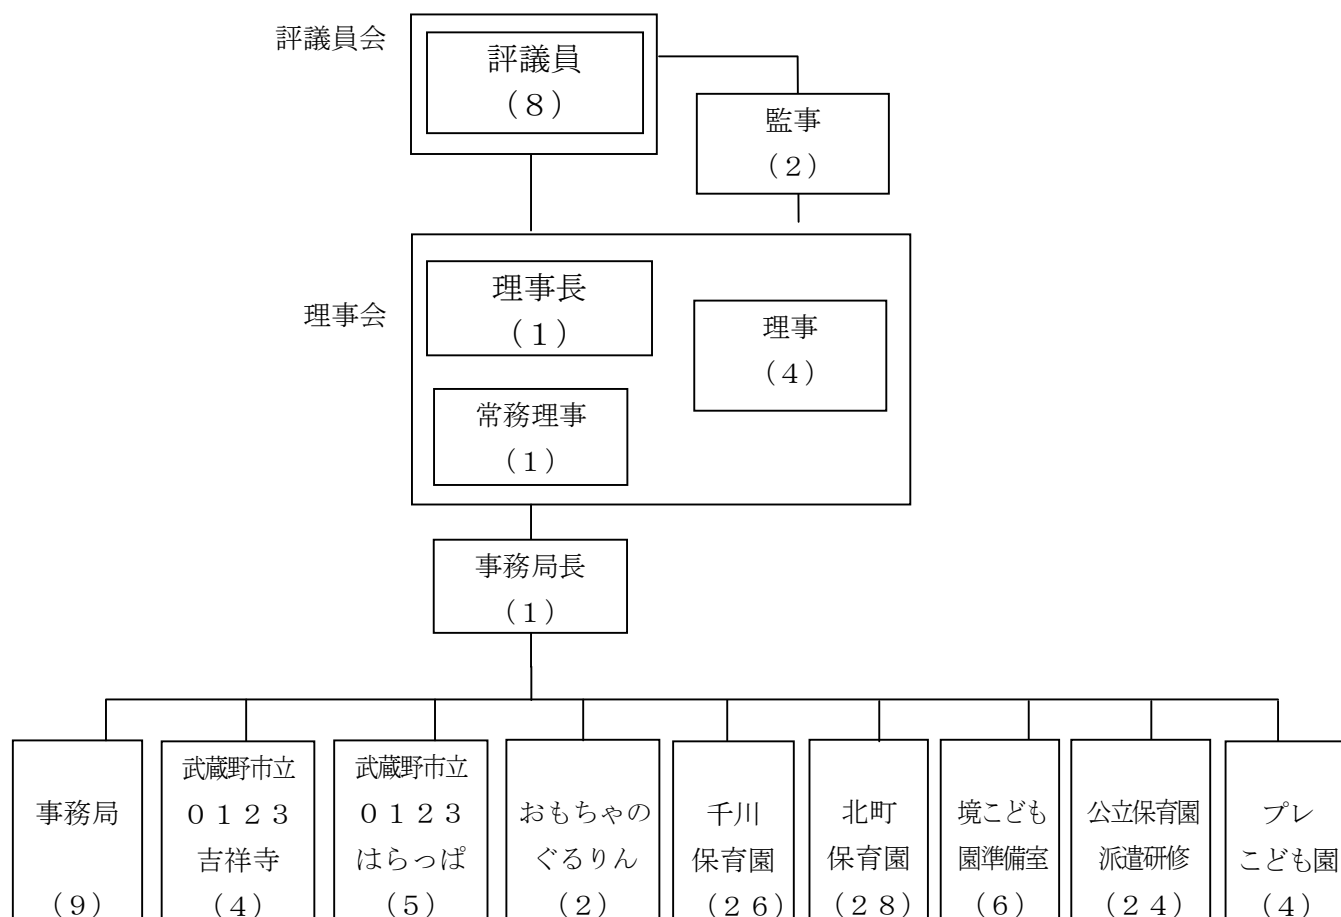 評議員会
評議員
（８）
監事
（２）
理事会
理事長
（１）
理事
（４）
常務理事
（１）
事務局長
（１）
事務局
（９）
武蔵野市立
０１２３
吉祥寺
（４）
武蔵野市立
０１２３
はらっぱ
（５）
おもちゃの
ぐるりん
（２）
千川
保育園
（２６）
北町
保育園
（２８）
境こども
園準備室
（６）
公立保育園
派遣研修
（２４）
プレ
こども園
（４）